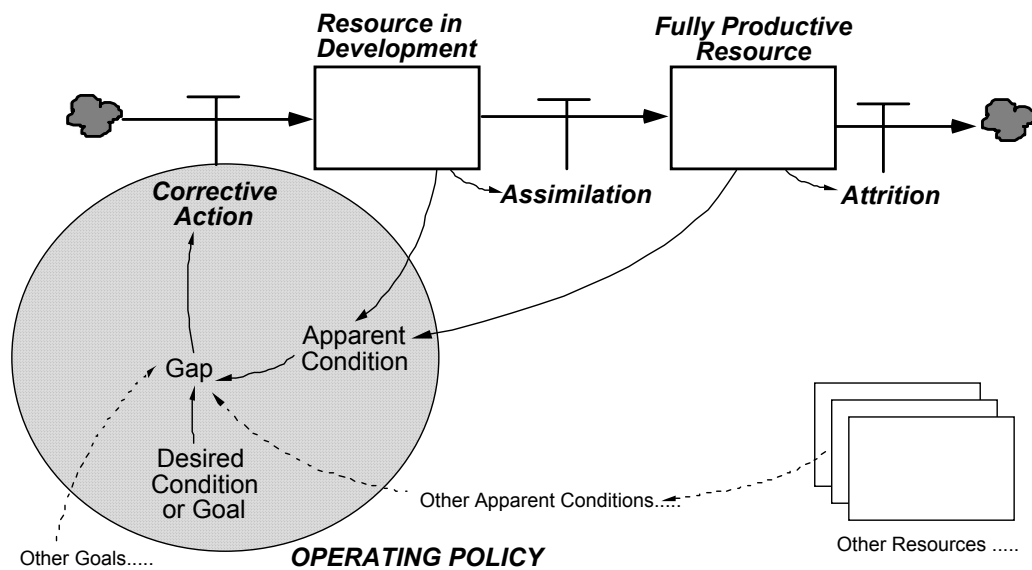 Resource in
Development
Fully Productive
Resource
Corrective
Action
Assimilation
Attrition
Apparent
Condition
Gap
Desired
Condition
or Goal
Other Apparent Conditions.....
Other Goals.....
OPERATING POLICY
Other Resources .....